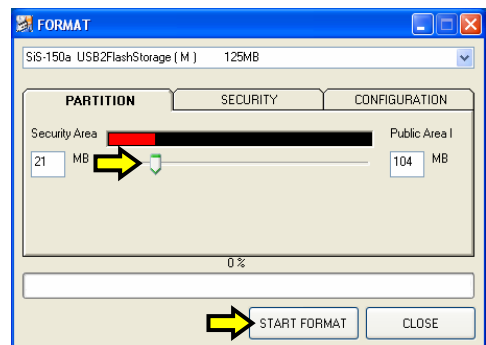 FORMAT
SiS-150a USB2FlashStorage ( M ) 125MB
PARTITION SECURITY CONFIGURATION
Security Area Public Area I
21 MB 104 MB
0 %
START FORMAT CLOSE